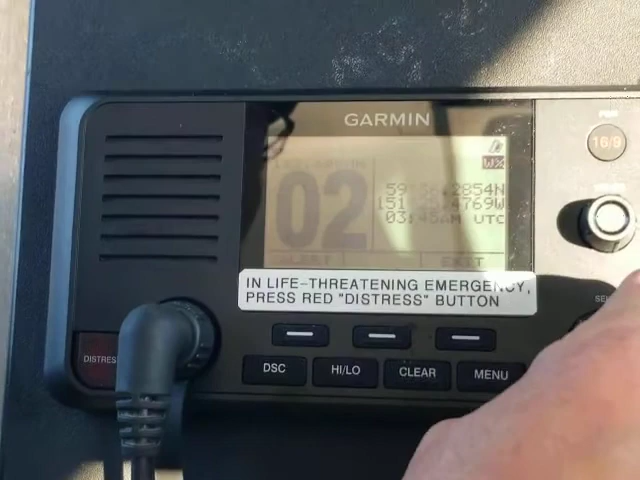 GARMIN
WX
02
03:48AM UTC
EXIT
16/9
IN LIFE-THREATENING EMERGENCY,
PRESS RED "DISTRESS" BUTTON
DISTRESS
DSC
HI/LO
CLEAR
MENU